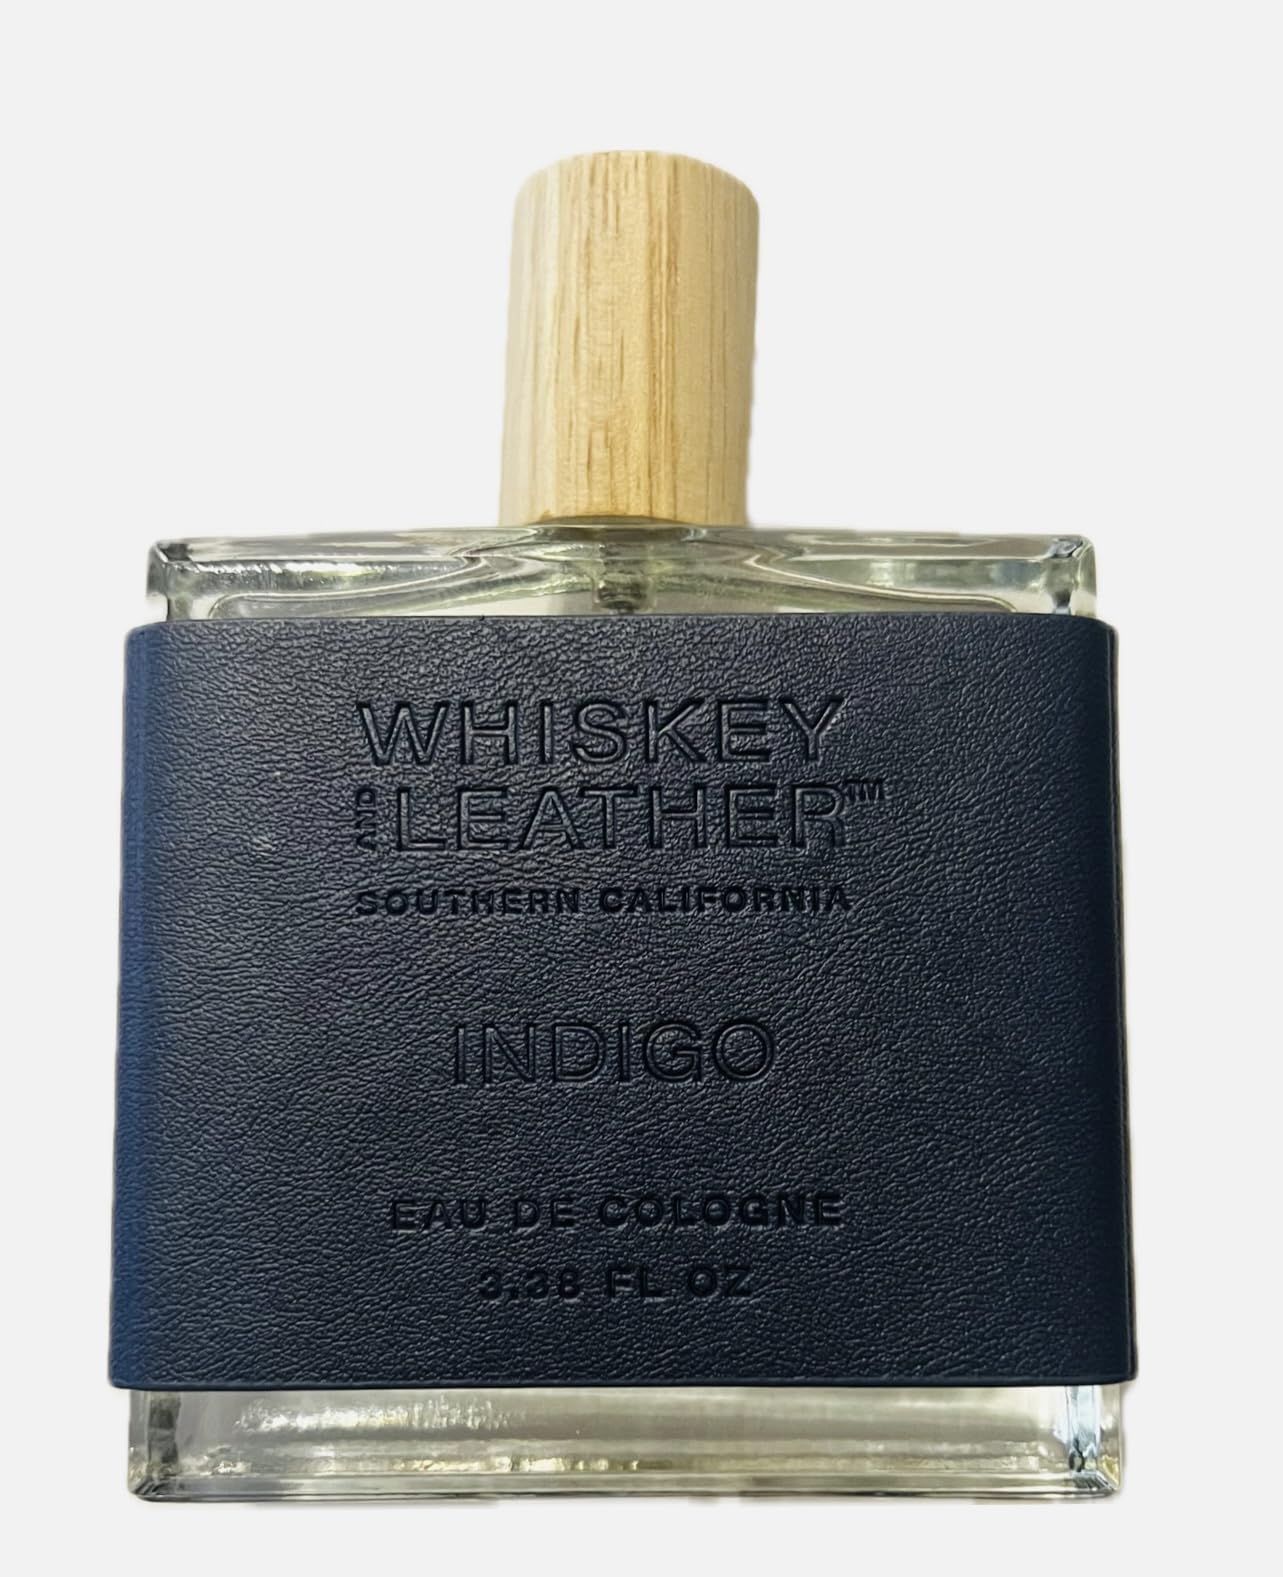 WHISKEY
AND LEATHER™
SOUTHERN CALIFORNIA
INDIGO
EAU DE COLOGNE
3.38 FL OZ